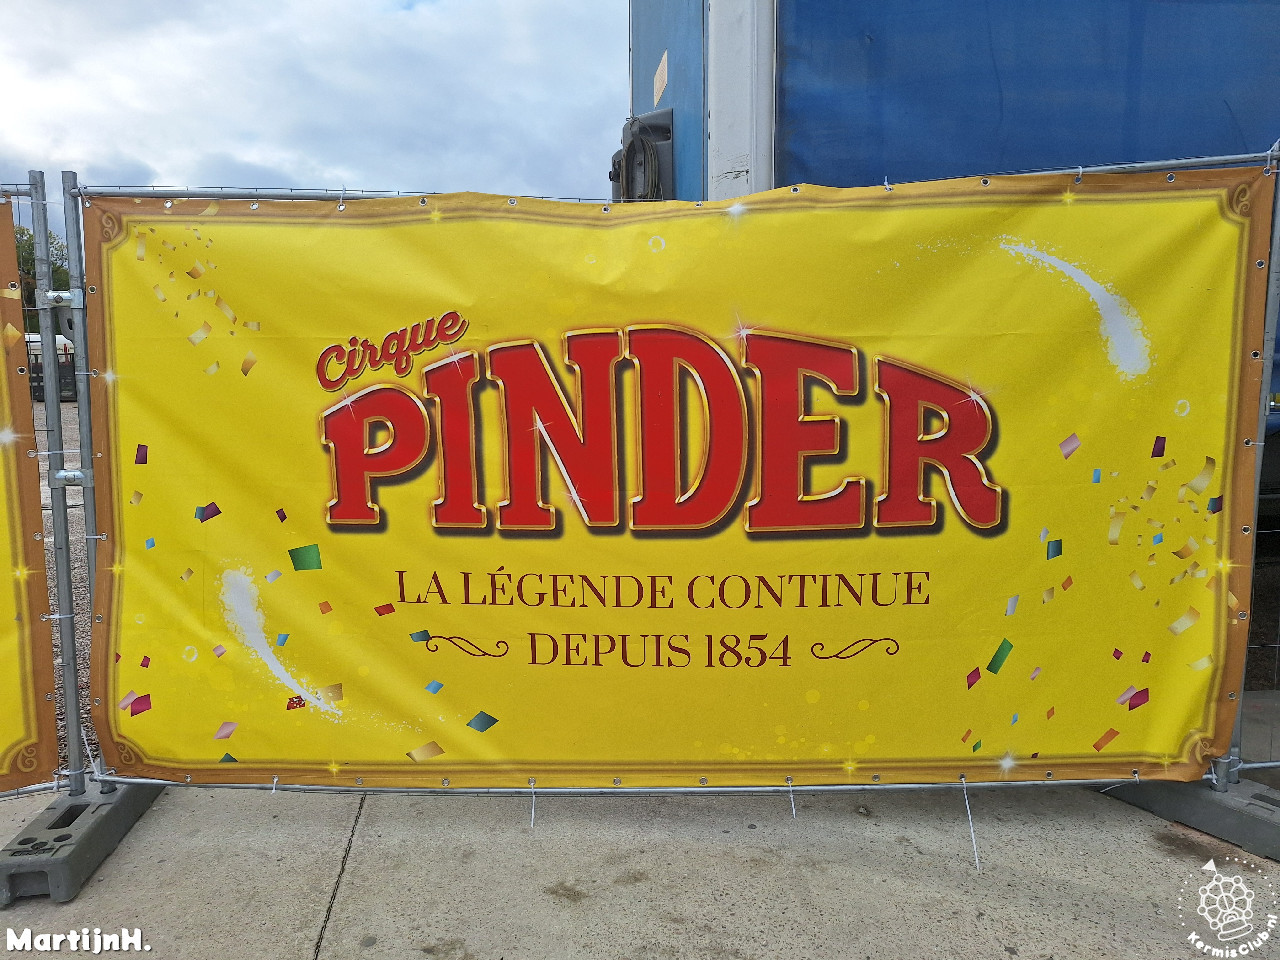 Cirque
PINDER
LA LÉGENDE CONTINUE
DEPUIS 1854
MartijnH.
KermisClub.nl